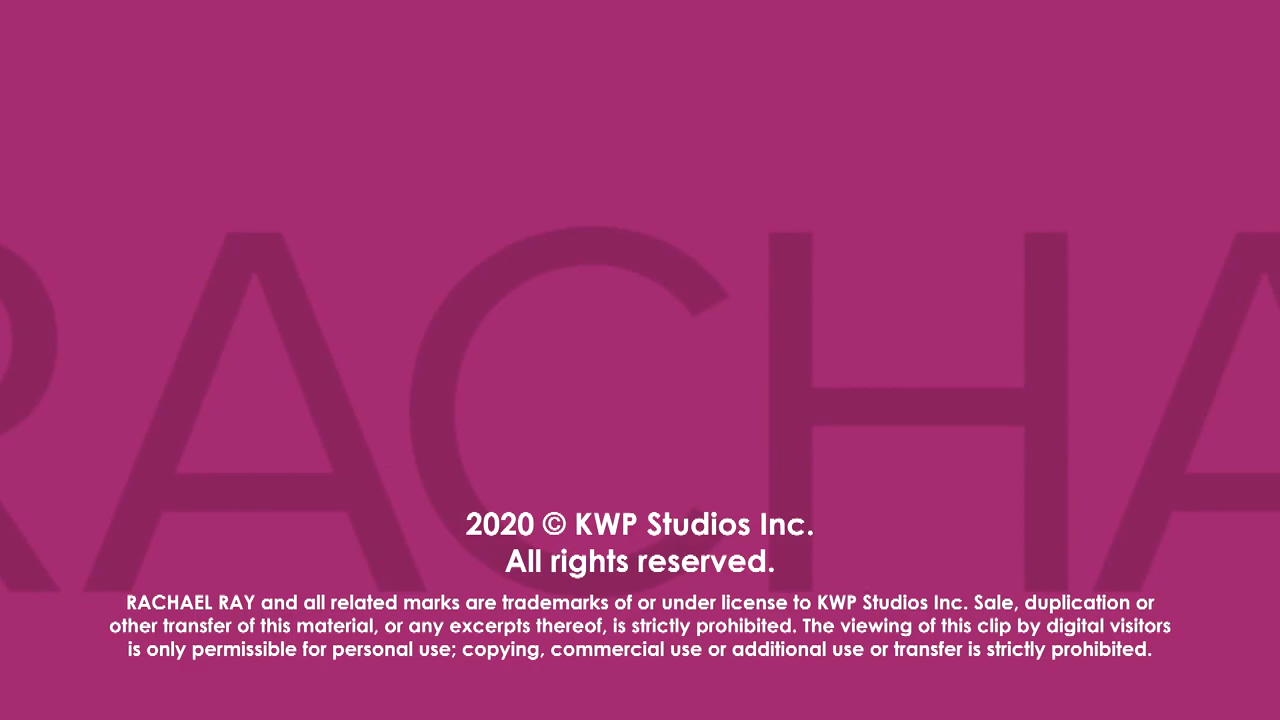 RACHA
2020 © KWP Studios Inc.
All rights reserved.
RACHAEL RAY and all related marks are trademarks of or under license to KWP Studios Inc. Sale, duplication or
other transfer of this material, or any excerpts thereof, is strictly prohibited. The viewing of this clip by digital visitors
is only permissible for personal use; copying, commercial use or additional use or transfer is strictly prohibited.